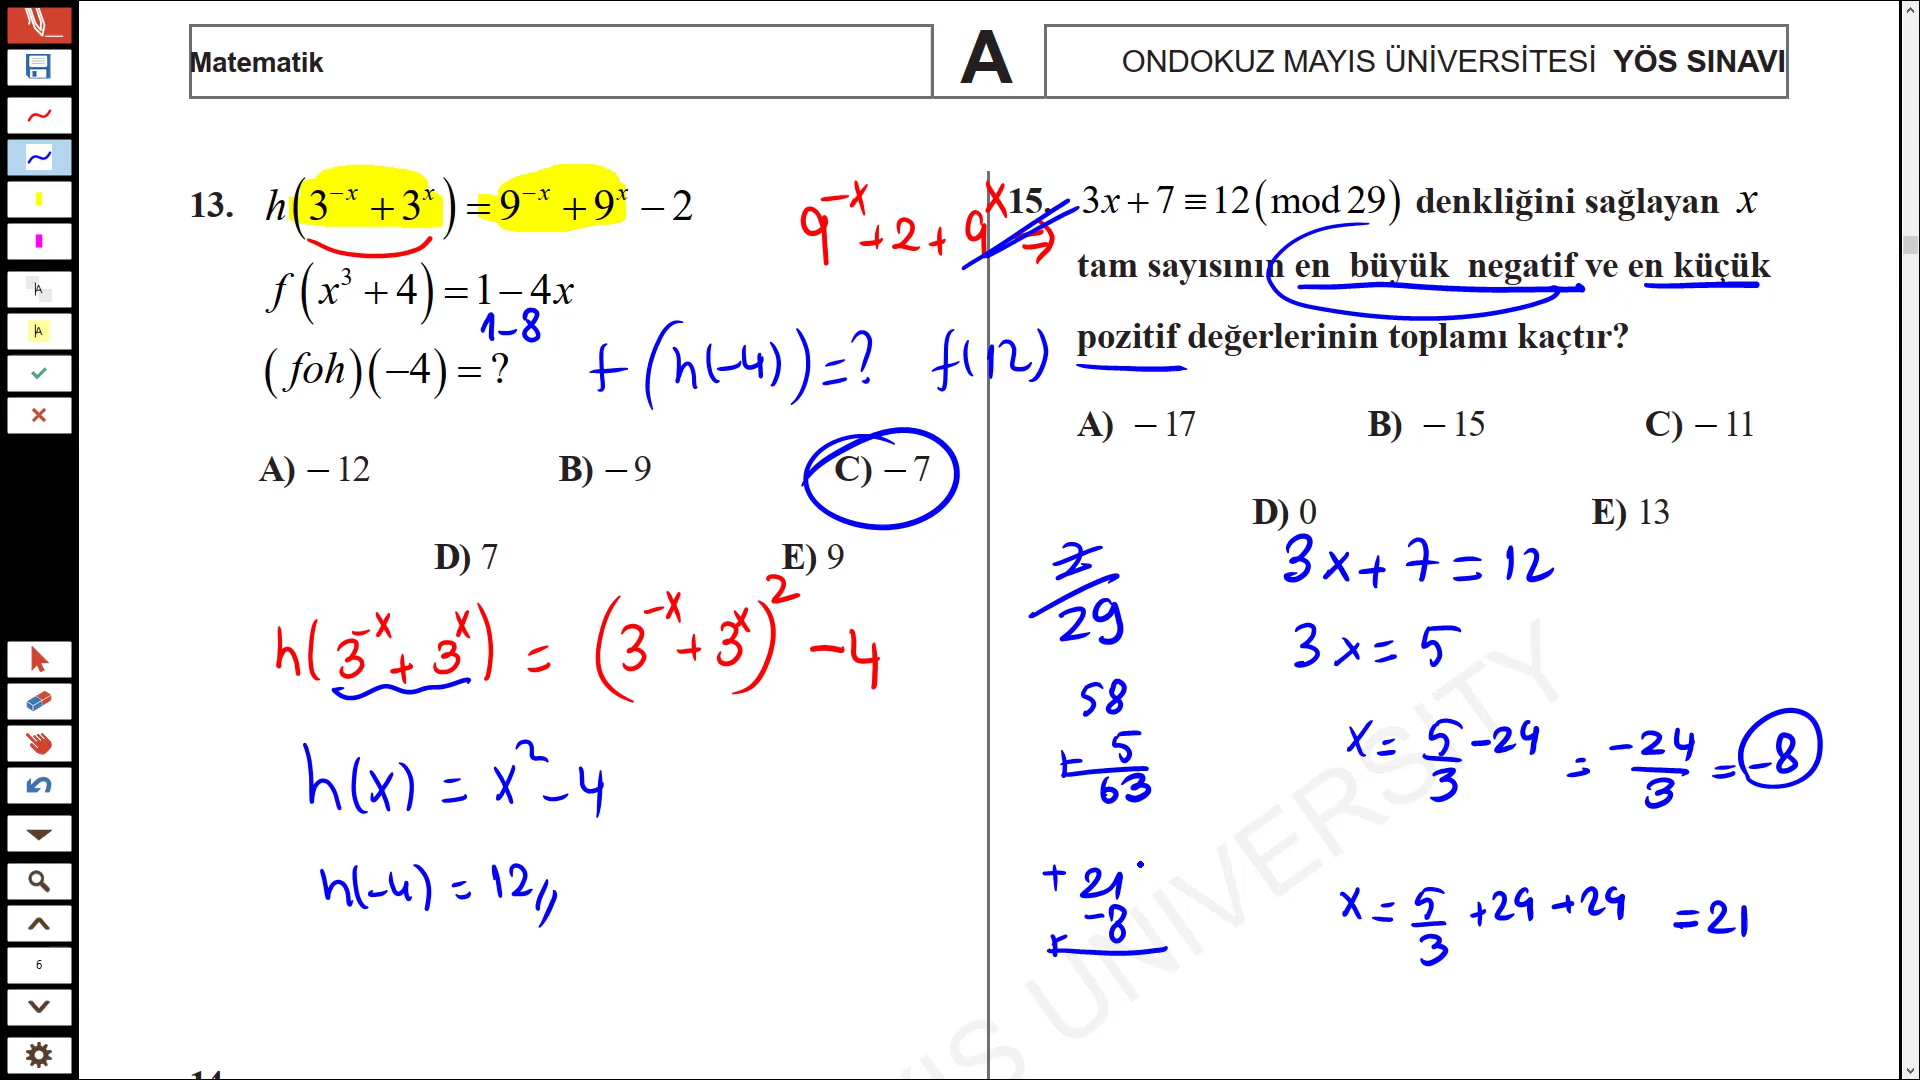 Matematik
A
ONDOKUZ MAYIS ÜNİVERSİTESİ YÖS SINAVI
13. h(3^{-x} + 3^x) = 9^{-x} + 9^x - 2
9^{-x} + 2 + 9^x
f(x^3 + 4) = 1 - 4x
1-8
(foh)(-4) = ?
f(h(-4)) = ?
f(12)
A) -12
B) -9
C) -7
D) 7
E) 9
h(3^{-x} + 3^x) = (3^{-x} + 3^x)^2 - 4
h(x) = x^2 - 4
h(-4) = 12
15. 3x + 7 ≡ 12(mod 29) denkliğini sağlayan x
tam sayısının en büyük negatif ve en küçük
pozitif değerlerinin toplamı kaçtır?
A) -17
B) -15
C) -11
D) 0
E) 13
29
3x + 7 = 12
3x = 5
58
+ 5
63
x = 5-29/3 = -24/3 = -8
+ 21
-8
+
x = 5/3 +29 +29 = 21
IS UNIVERSITY
6